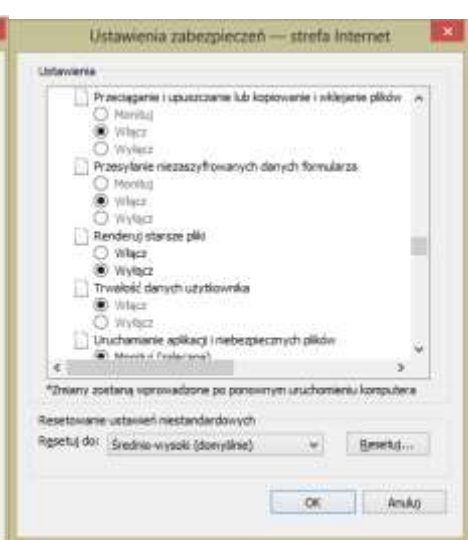 Ustawienia zabezpieczeń — strefa Internet
Ustawienia
Przeciąganie i upuszczanie lub kopiowanie i wklejanie plików
Monituj
Włącz
Wyłącz
Przesyłanie niezaszyfrowanych danych formularza
Monituj
Włącz
Wyłącz
Renderuj starsze pliki
Włącz
Wyłącz
Trwałość danych użytkownika
Włącz
Wyłącz
Uruchamianie aplikacji i niebezpiecznych plików
Monituj (zalecane)
*Zmiany zostaną wprowadzone po ponownym uruchomieniu komputera
Resetowanie ustawień niestandardowych
Resetuj do: Średnio-wysoki (domyślnie) Resetuj...
OK Anuluj